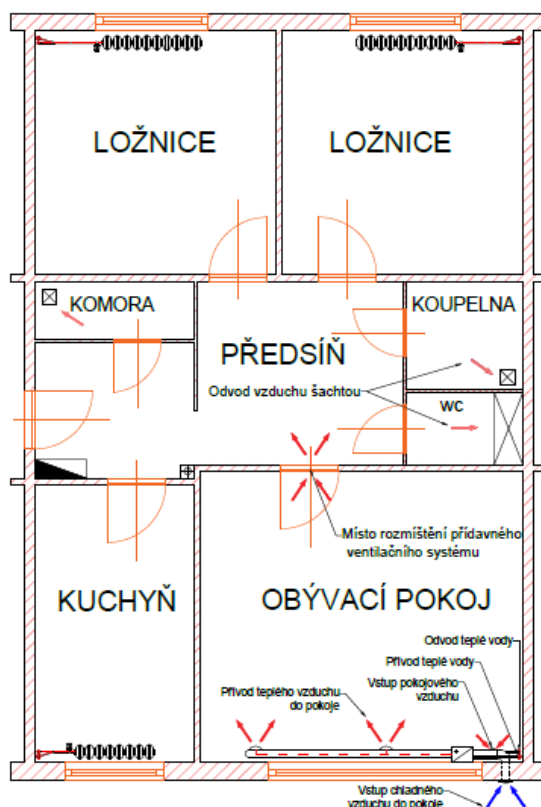 LOŽNICE
LOŽNICE
KOMORA
KOUPELNA
PŘEDSÍŇ
Odvod vzduchu šachtou
WC
Místo rozmíštění přídavného
ventilačního systému
KUCHYŇ
OBÝVACÍ POKOJ
Odvod teplé vody
Přívod teplé vody
Vstup pokojového
vzduchu
Přívod teplého vzduchu
do pokoje
Vstup chladného
vzduchu do pokoje